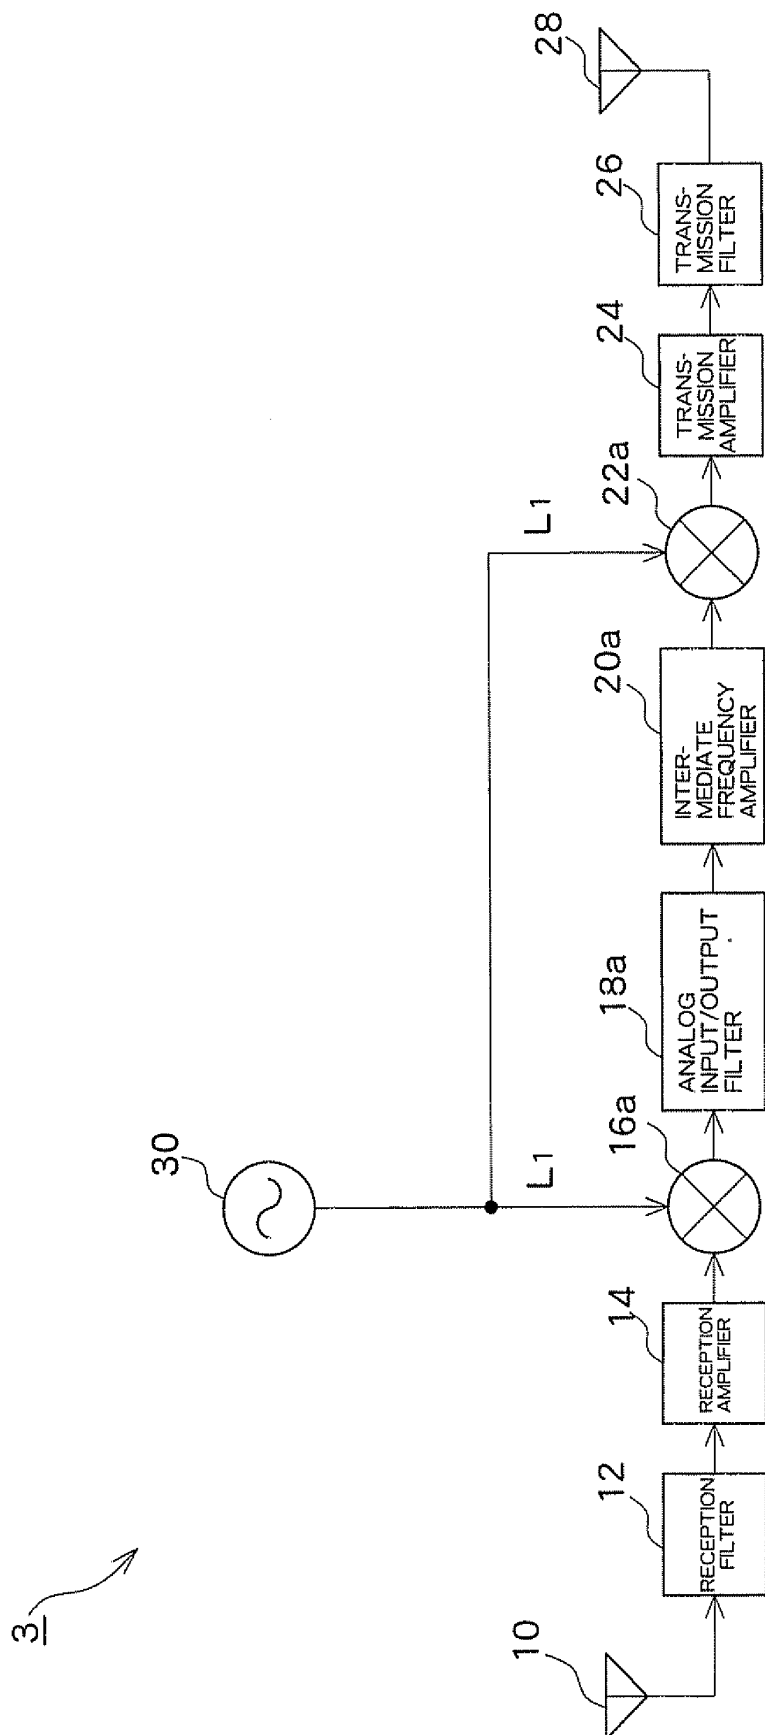 3
30
L1
L1
10
12
14
16a
18a
20a
22a
24
26
28
RECEPTION
FILTER
RECEPTION
AMPLIFIER
ANALOG
INPUT/OUTPUT
FILTER
INTER-
MEDIATE
FREQUENCY
AMPLIFIER
TRANS-
MISSION
AMPLIFIER
TRANS-
MISSION
FILTER